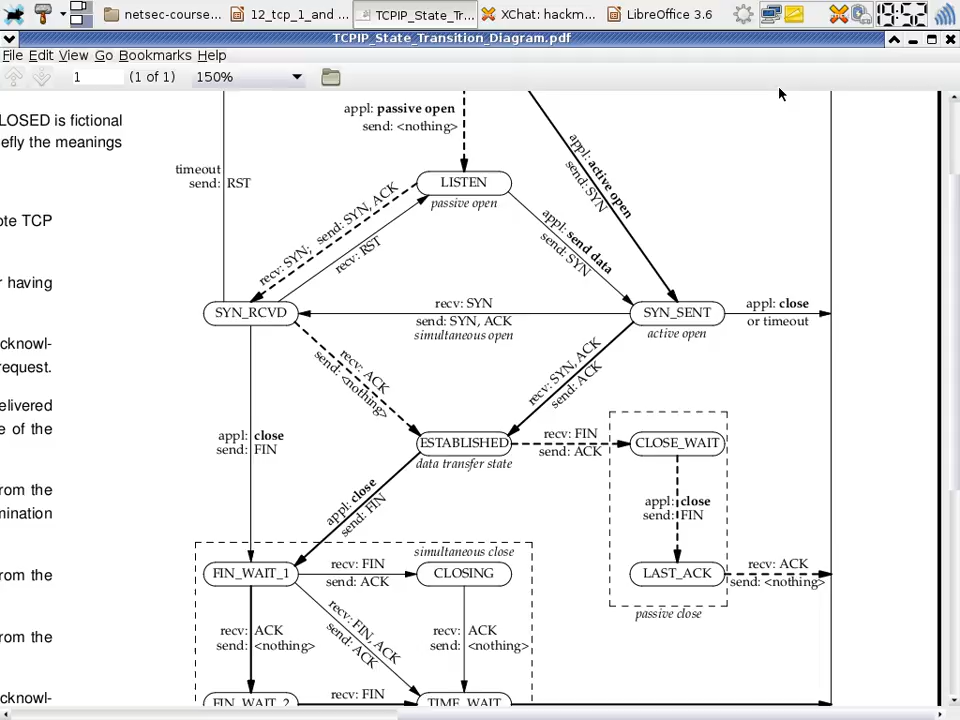 netsec-course...
12_tcp_1_and ...
TCPIP_State_Tr...
XChat: hackm...
LibreOffice 3.6
19:52
TCPIP_State_Transition_Diagram.pdf
File Edit View Go Bookmarks Help
1 (1 of 1) 150%
LOSED is fictional
efly the meanings
ote TCP
r having
cknowl-
request.
elivered
e of the
rom the
mination
rom the
rom the
cknowl-
appl: passive open
send: <nothing>
timeout
send: RST
LISTEN
passive open
appl: active open
send: SYN
recv: SYN; send: SYN, ACK
recv: RST
appl: send data
send: SYN
SYN_RCVD
recv: SYN
send: SYN, ACK
simultaneous open
SYN_SENT
active open
appl: close
or timeout
recv: ACK
send: <nothing>
recv: SYN, ACK
send: ACK
appl: close
send: FIN
ESTABLISHED
data transfer state
recv: FIN
send: ACK
CLOSE_WAIT
appl: close
send: FIN
appl: close
send: FIN
LAST_ACK
recv: ACK
send: <nothing>
passive close
simultaneous close
FIN_WAIT_1
recv: FIN
send: ACK
CLOSING
recv: ACK
send: <nothing>
recv: FIN, ACK
send: ACK
recv: ACK
send: <nothing>
FIN_WAIT_2
recv: FIN
TIME_WAIT